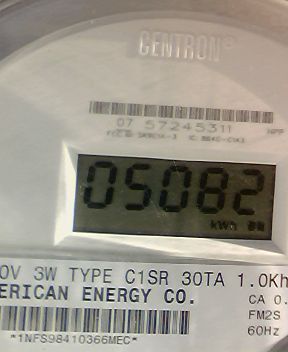 CENTRON®
07 57245311
05082
kWh
0V 3W TYPE C1SR 30TA 1.0Kh
ERICAN ENERGY CO.
CA 0.
FM2S
60Hz
*1NFS98410366MEC*